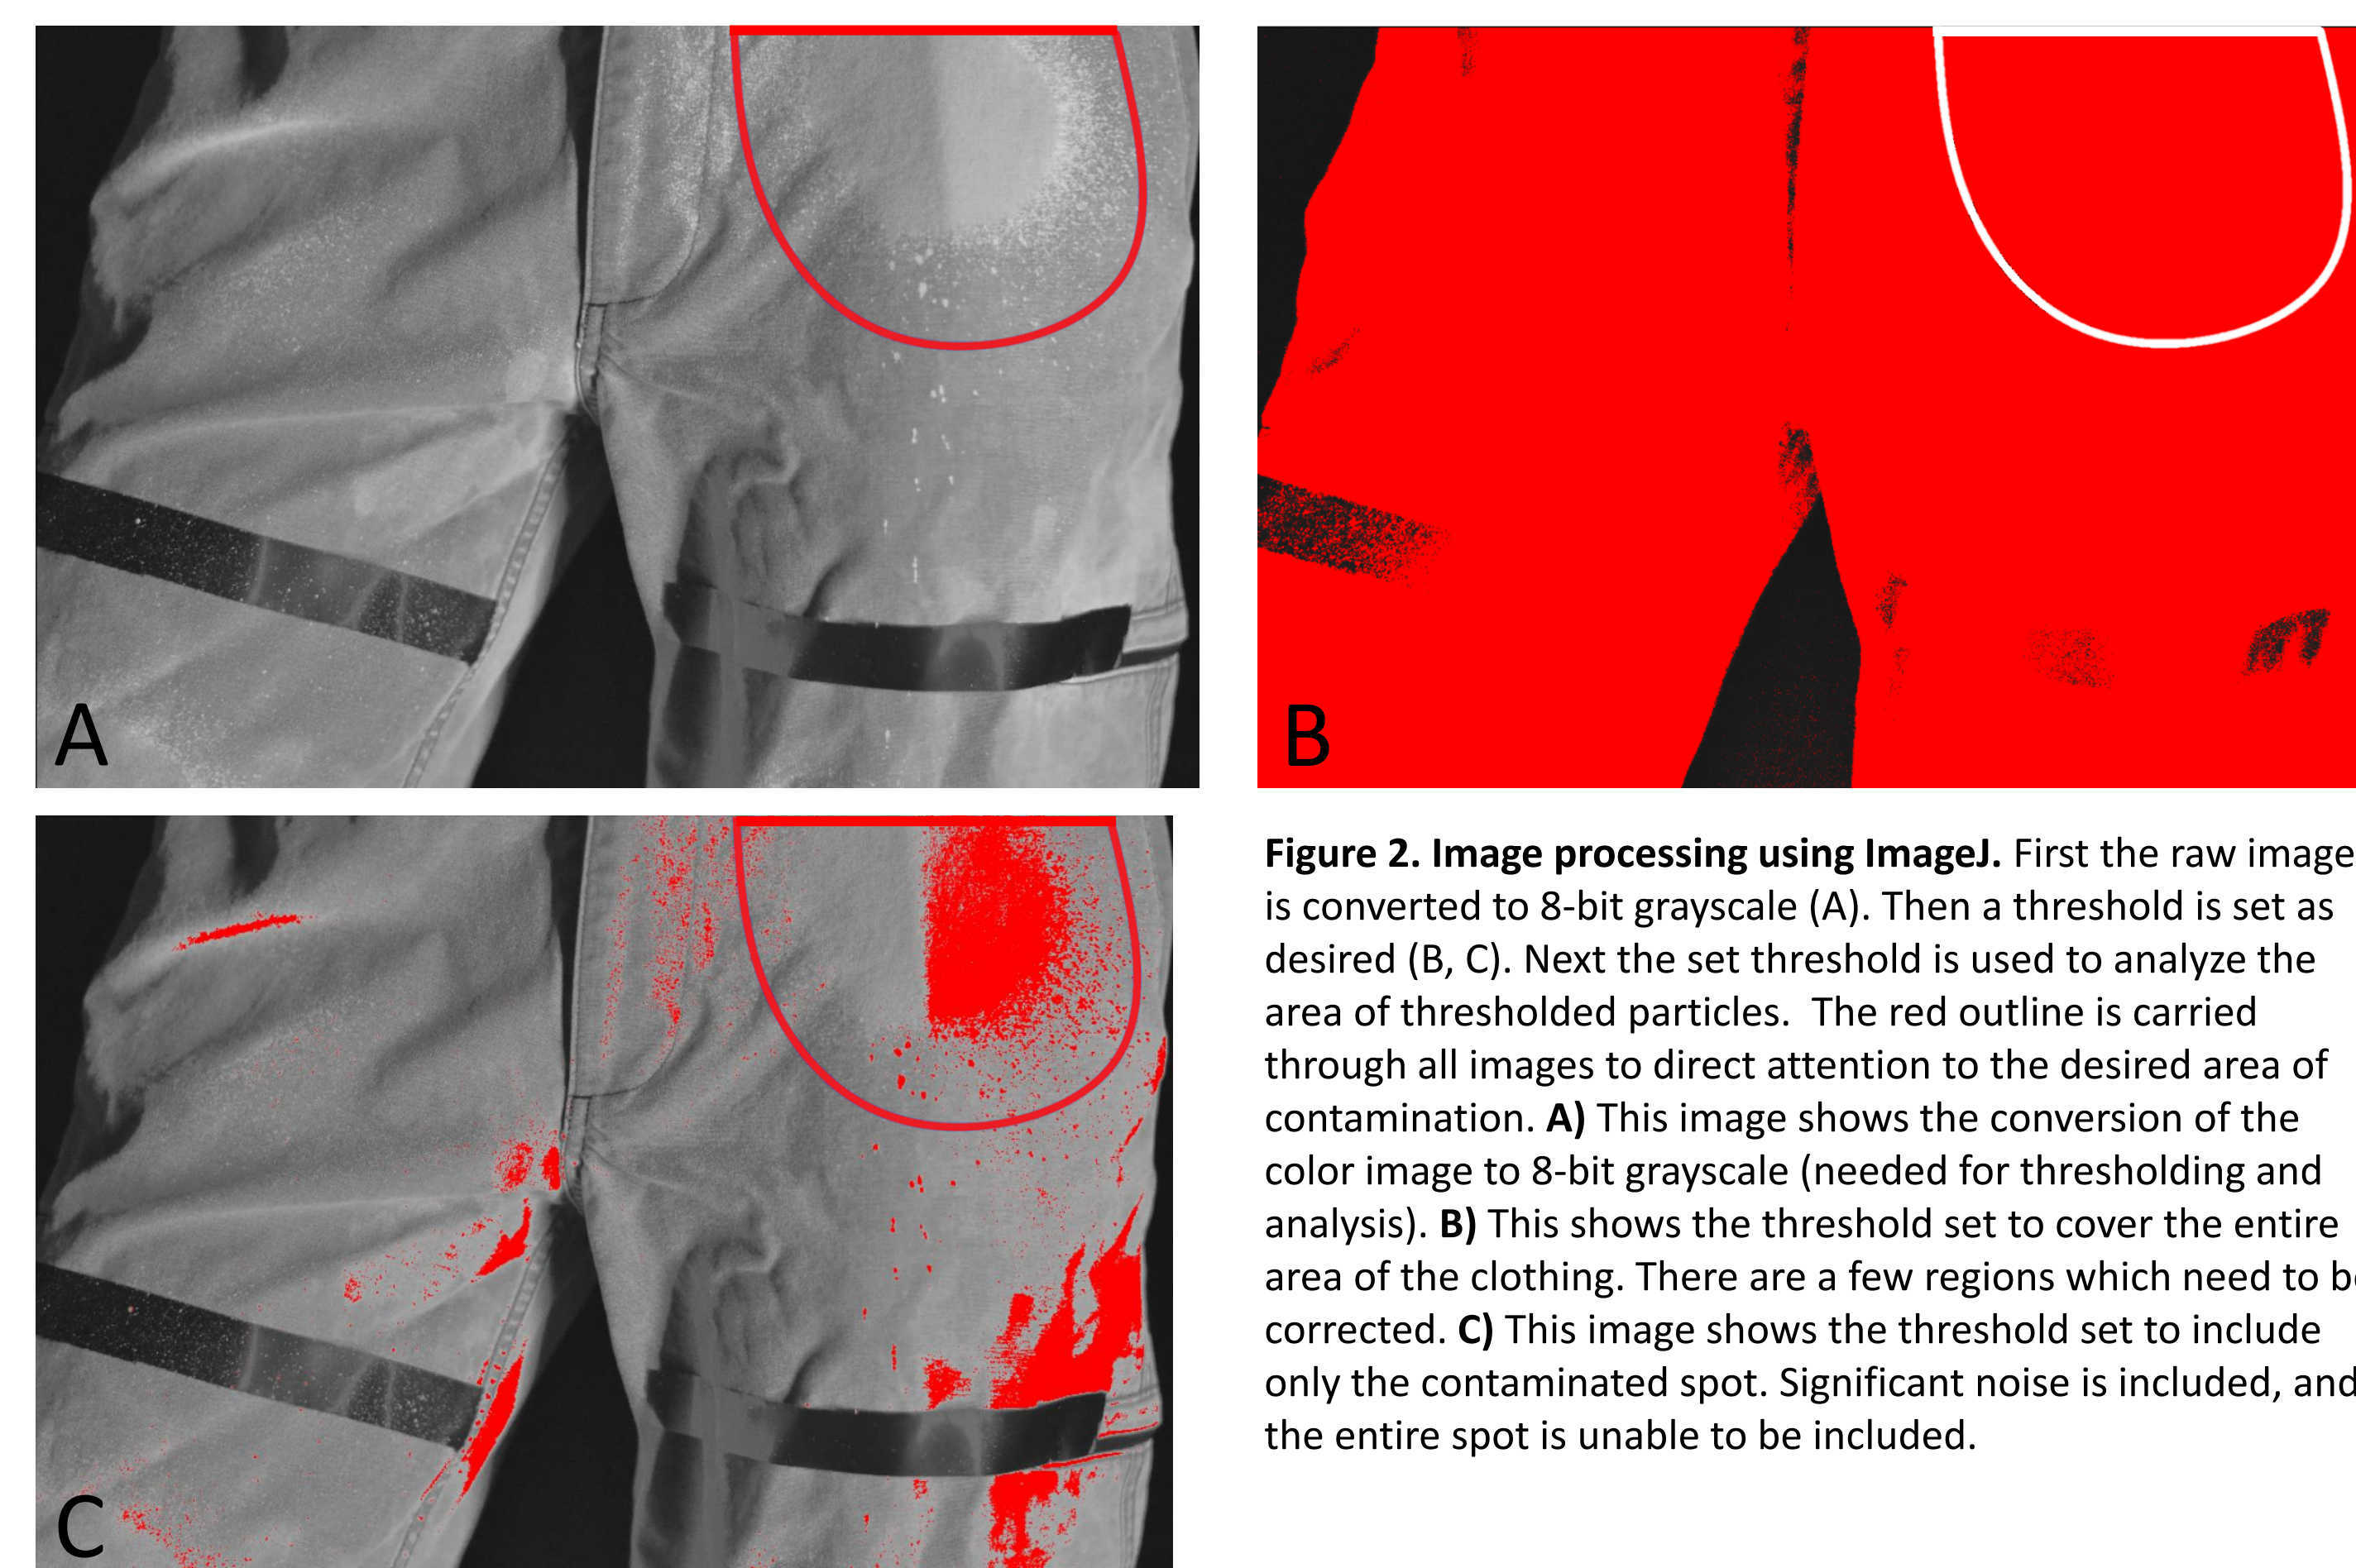 A
B
C
Figure 2. Image processing using ImageJ. First the raw image
is converted to 8-bit grayscale (A). Then a threshold is set as
desired (B, C). Next the set threshold is used to analyze the
area of thresholded particles.  The red outline is carried
through all images to direct attention to the desired area of
contamination. A) This image shows the conversion of the
color image to 8-bit grayscale (needed for thresholding and
analysis). B) This shows the threshold set to cover the entire
area of the clothing. There are a few regions which need to be
corrected. C) This image shows the threshold set to include
only the contaminated spot. Significant noise is included, and
the entire spot is unable to be included.